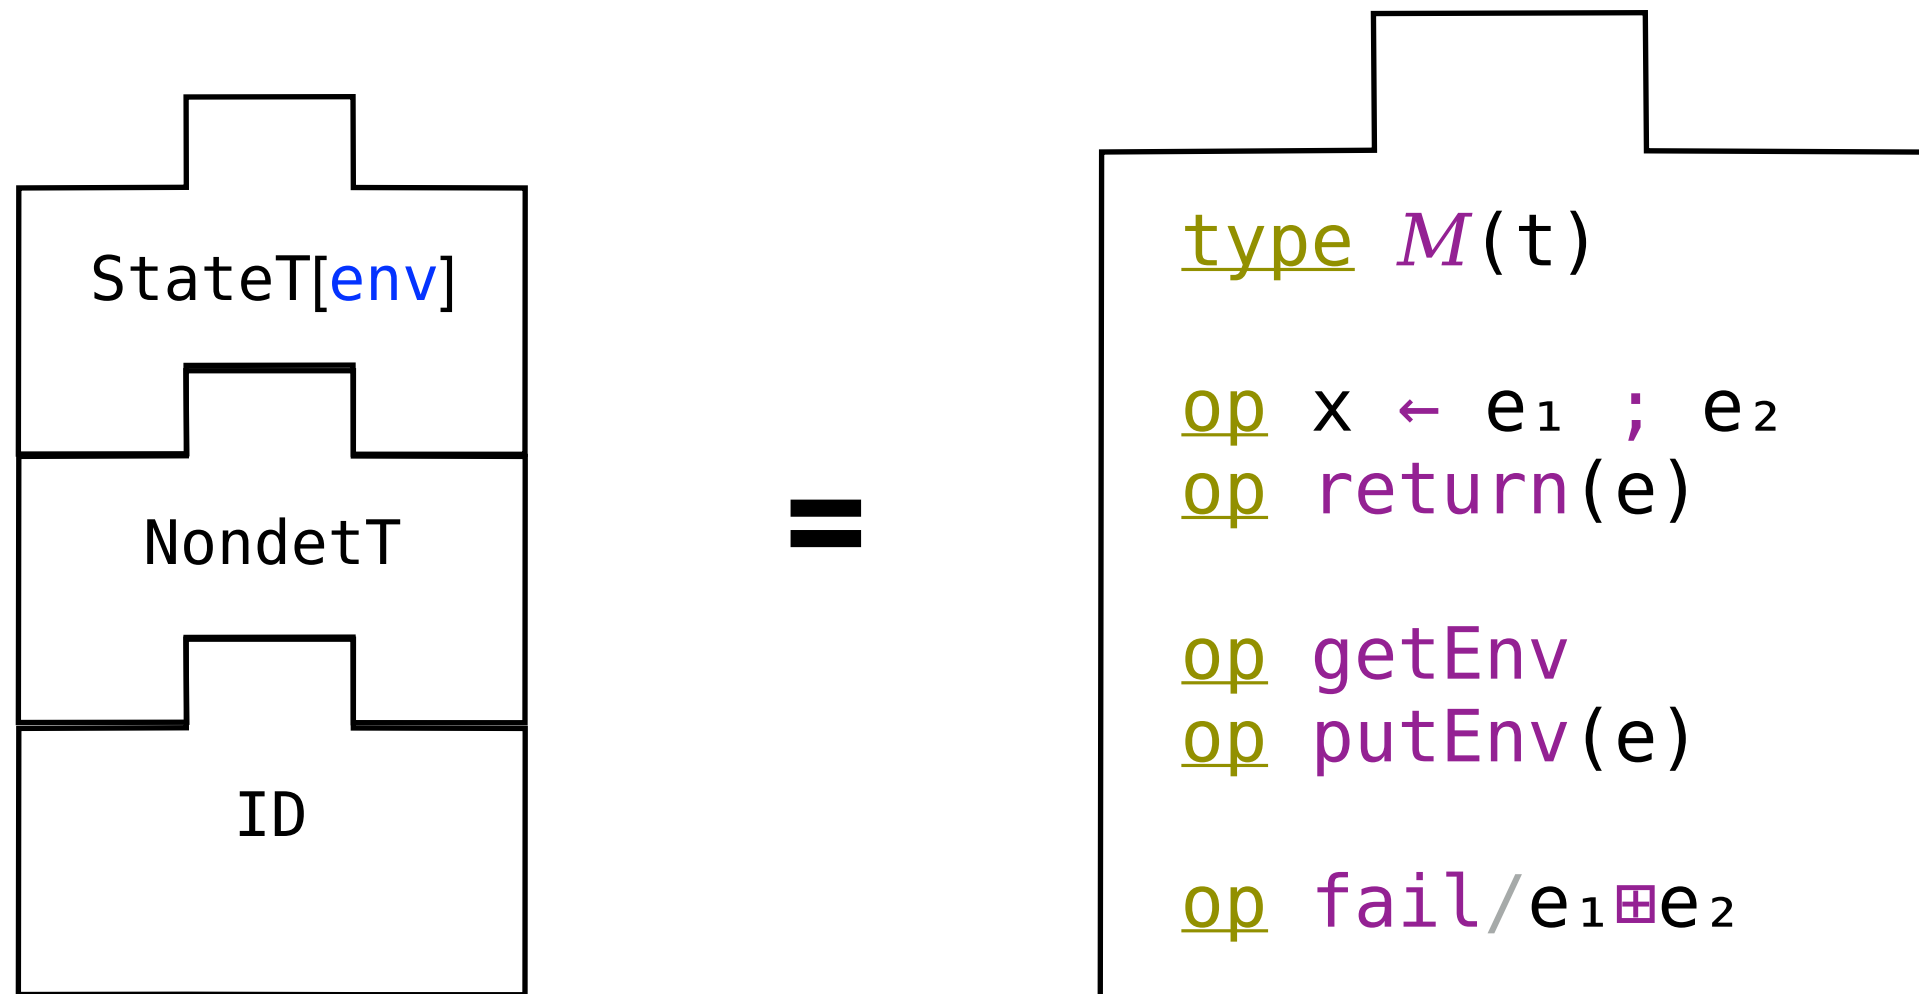 StateT[env]
NondetT
ID
=
type M(t)
op x ← e₁ ; e₂
op return(e)
op getEnv
op putEnv(e)
op fail/e₁⊞e₂